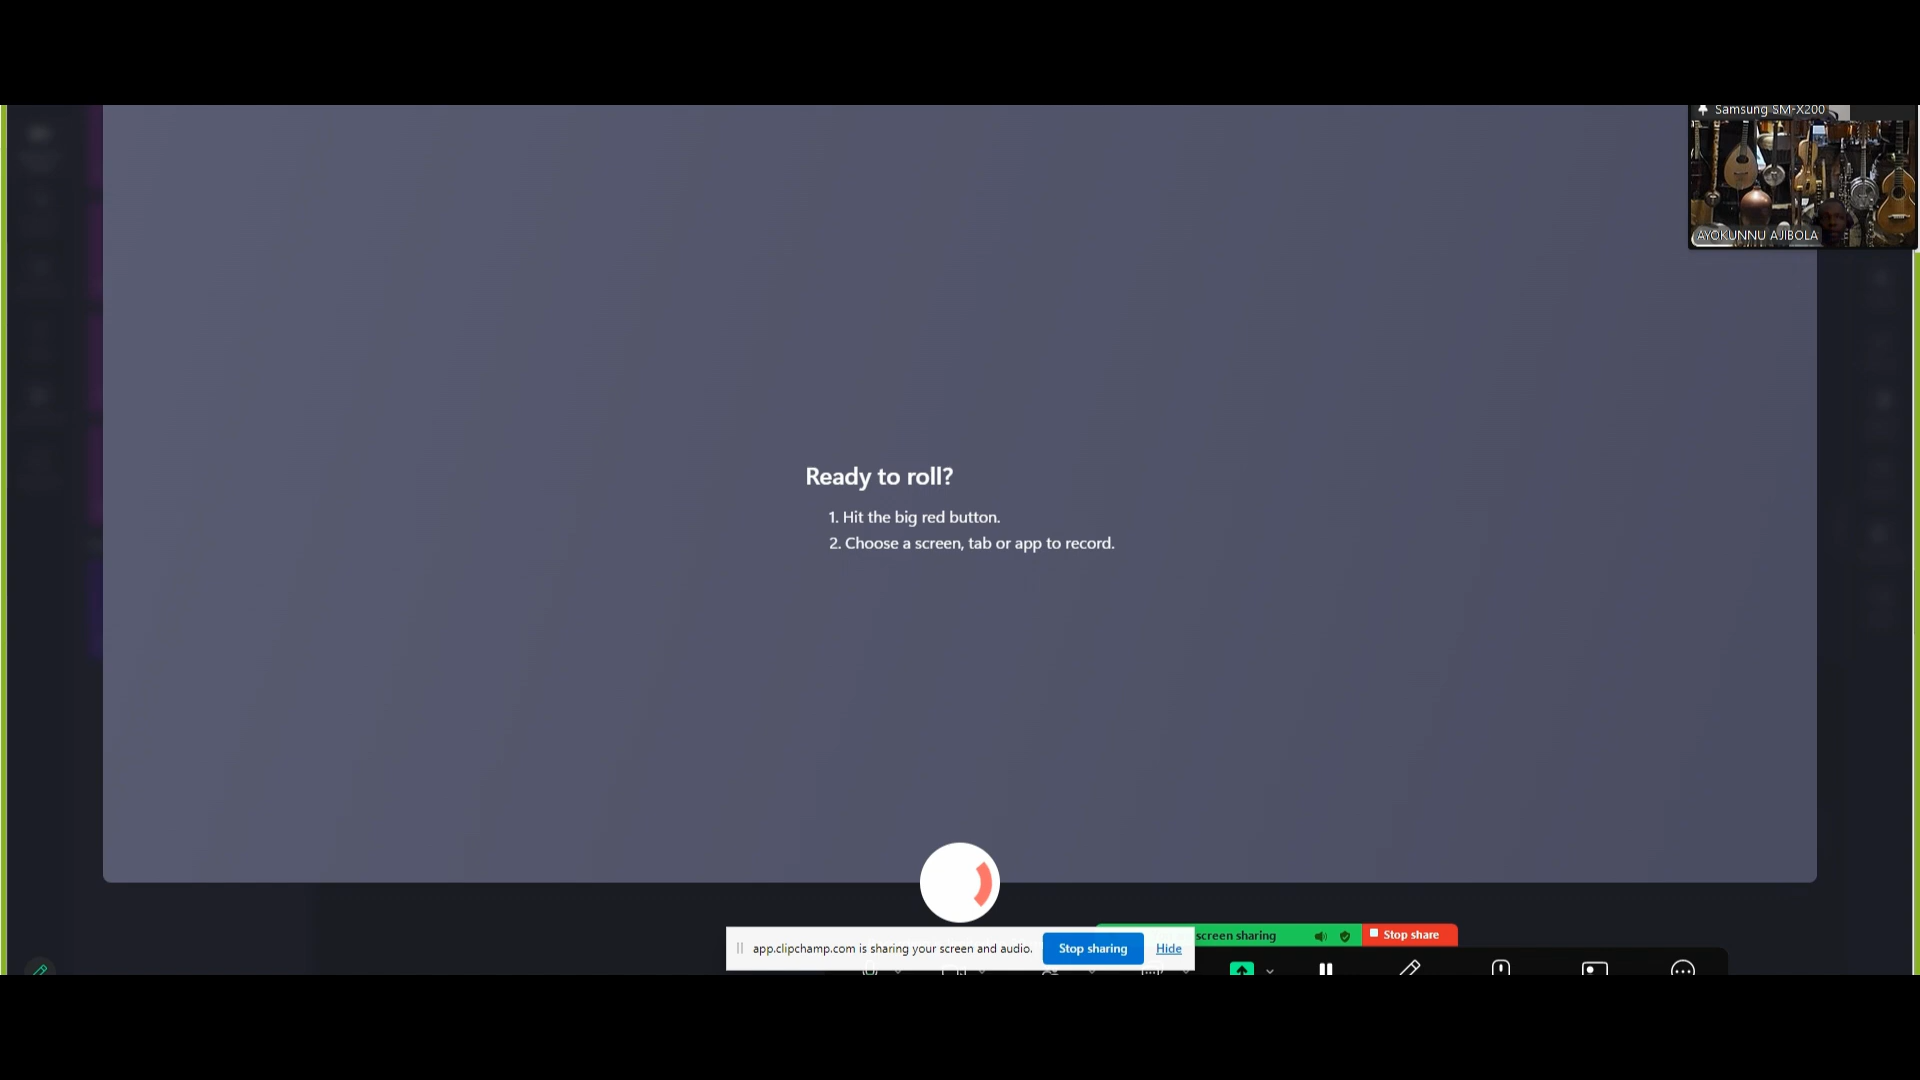 Samsung SM-X200
AYOKUNNU AJIBOLA
Ready to roll?
1. Hit the big red button.
2. Choose a screen, tab or app to record.
screen sharing
Stop share
app.clipchamp.com is sharing your screen and audio.
Stop sharing
Hide